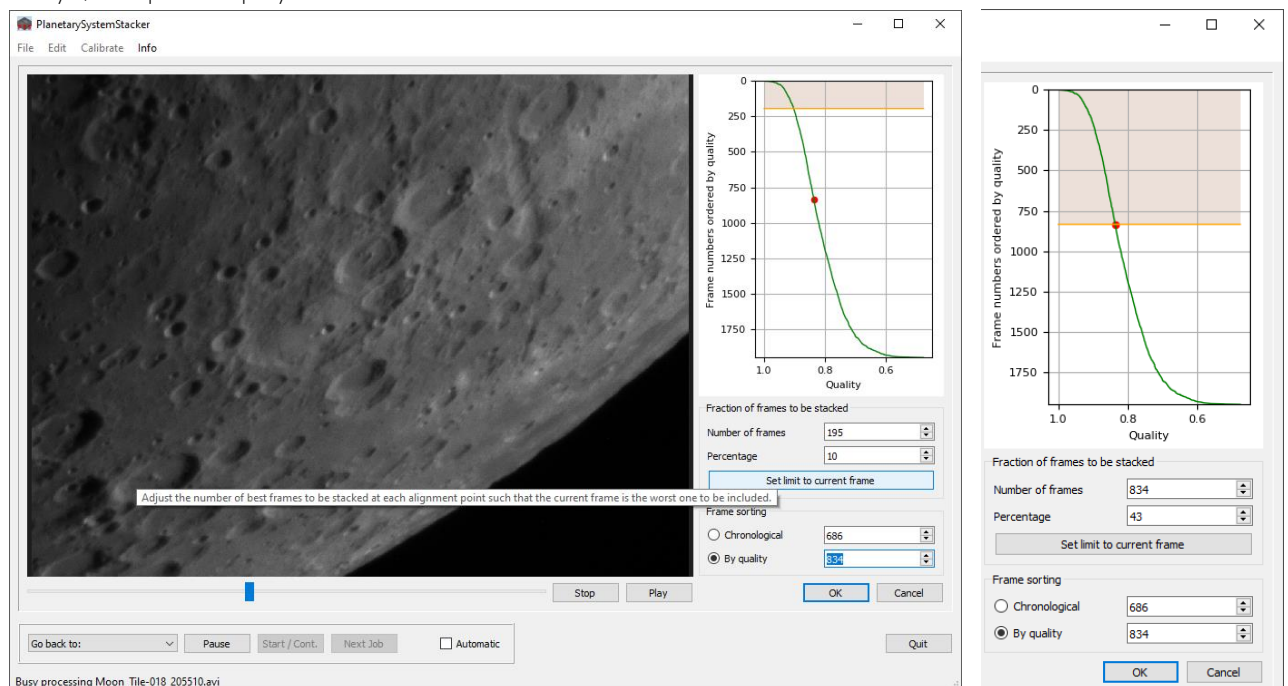 PlanetarySystemStacker
File Edit Calibrate Info
0
250
500
750
1000
1250
1500
1750
Frame numbers ordered by quality
1.0 0.8 0.6
Quality
Fraction of frames to be stacked
Number of frames 195
Percentage 10
Set limit to current frame
Adjust the number of best frames to be stacked at each alignment point such that the current frame is the worst one to be included.
Frame sorting
Chronological 686
By quality 834
Stop Play OK Cancel
Go back to: Pause Start / Cont. Next Job Automatic Quit
Busy processing Moon_Tile-018_205510.avi
0
250
500
750
1000
1250
1500
1750
Frame numbers ordered by quality
1.0 0.8 0.6
Quality
Fraction of frames to be stacked
Number of frames 834
Percentage 43
Set limit to current frame
Frame sorting
Chronological 686
By quality 834
OK Cancel